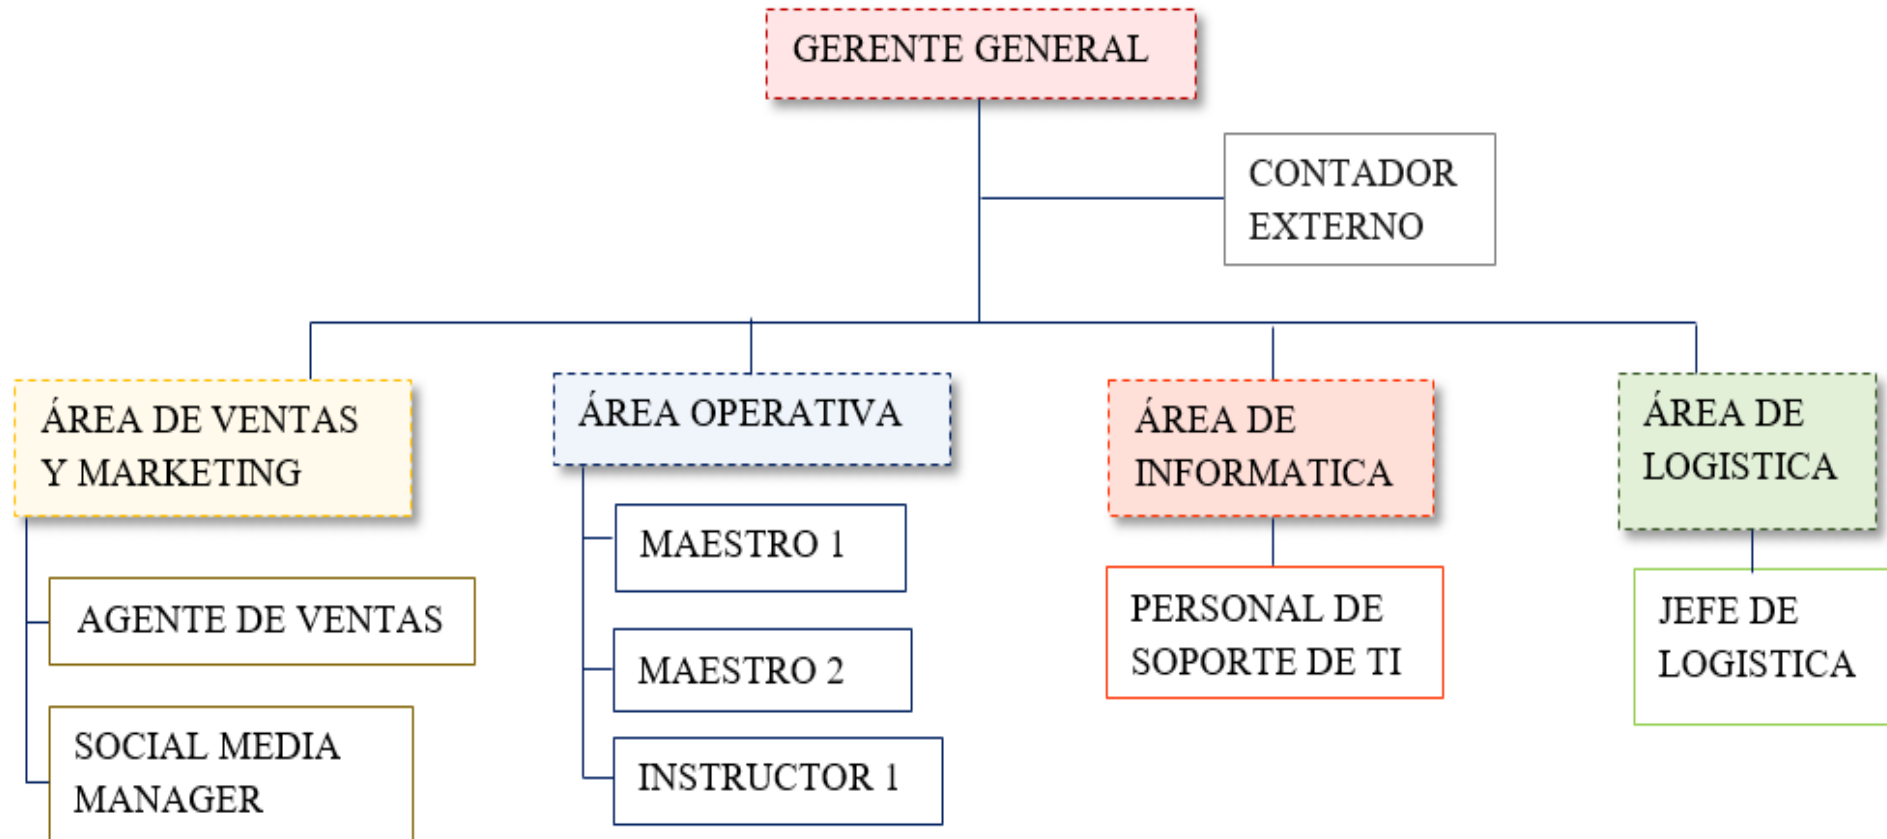 GERENTE GENERAL
CONTADOR
EXTERNO
ÁREA DE VENTAS
Y MARKETING
AGENTE DE VENTAS
SOCIAL MEDIA
MANAGER
ÁREA OPERATIVA
MAESTRO 1
MAESTRO 2
INSTRUCTOR 1
ÁREA DE
INFORMATICA
PERSONAL DE
SOPORTE DE TI
ÁREA DE
LOGISTICA
JEFE DE
LOGISTICA